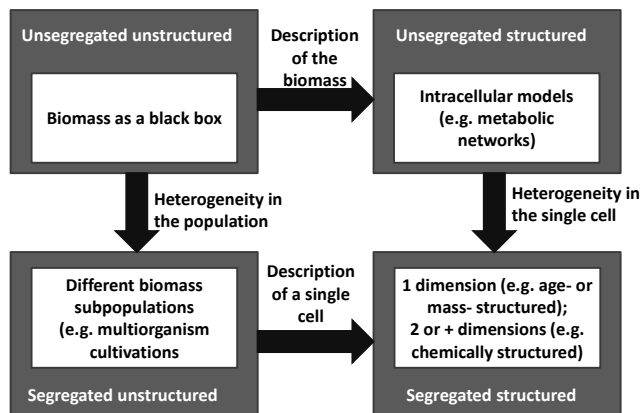 Unsegregated unstructured
Biomass as a black box
Description
of the
biomass
Unsegregated structured
Intracellular models
(e.g. metabolic
networks)
Heterogeneity in
the population
Heterogeneity in
the single cell
Different biomass
subpopulations
(e.g. multiorganism
cultivations
Segregated unstructured
Description
of a single
cell
1 dimension (e.g. age- or
mass- structured);
2 or + dimensions (e.g.
chemically structured)
Segregated structured